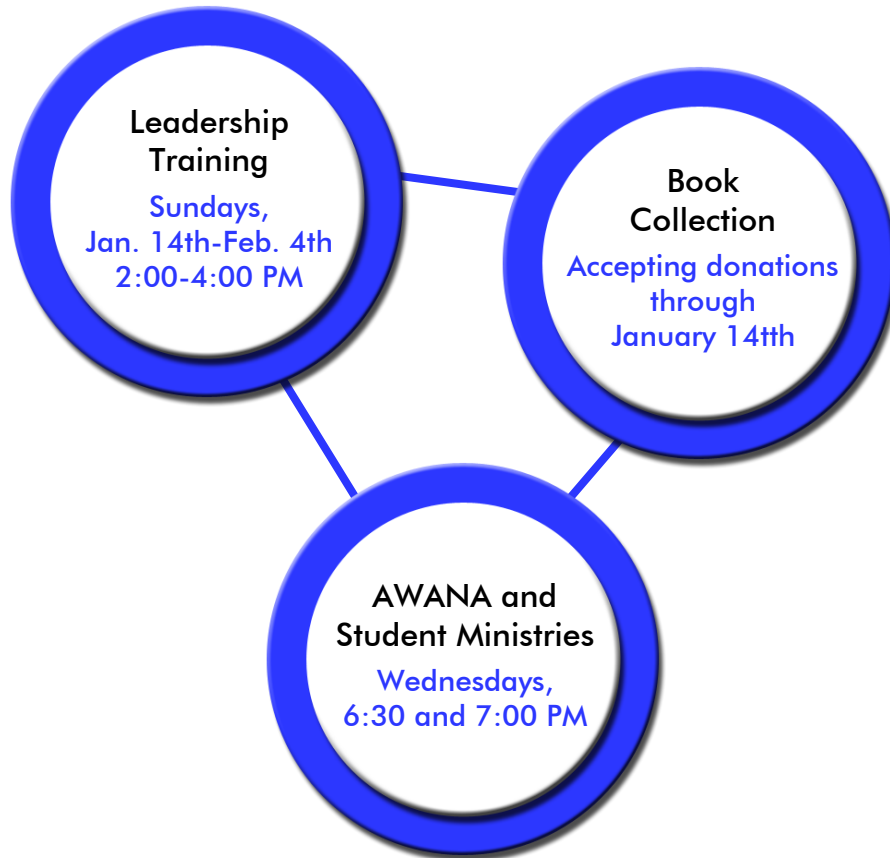 Leadership
Training
Sundays,
Jan. 14th-Feb. 4th
2:00-4:00 PM
Book
Collection
Accepting donations
through
January 14tth
AWANA and
Student Ministries
Wednesdays,
6:30 and 7:00 PM